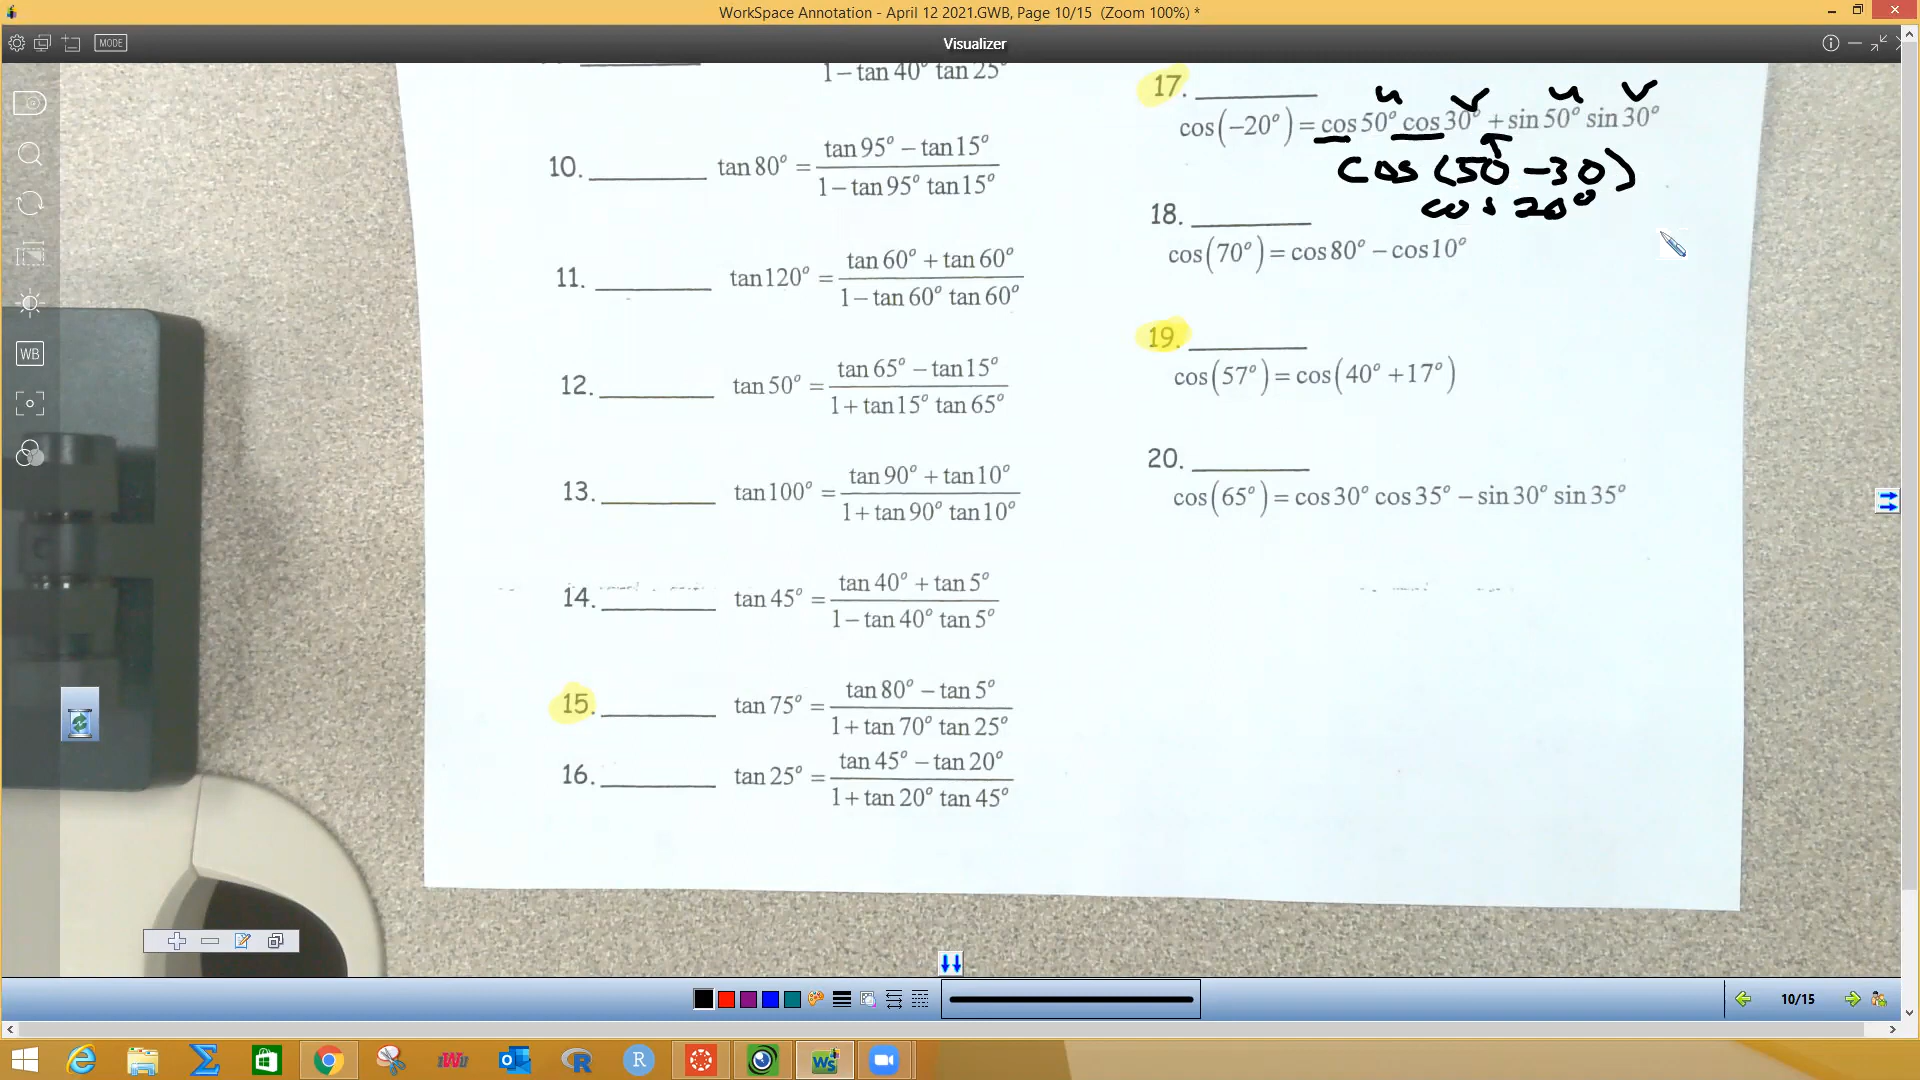 WorkSpace Annotation - April 12 2021.GWB, Page 10/15 (Zoom 100%) *
MODE
Visualizer
WB
1 – tan 40° tan 25°
10. ________ tan 80° = tan 95° – tan 15°
1 – tan 95° tan 15°
11. ________ tan 120° = tan 60° + tan 60°
1 – tan 60° tan 60°
12. ________ tan 50° = tan 65° – tan 15°
1 + tan 15° tan 65°
13. ________ tan 100° = tan 90° + tan 10°
1 + tan 90° tan 10°
14. ________ tan 45° = tan 40° + tan 5°
1 – tan 40° tan 5°
15. ________ tan 75° = tan 80° – tan 5°
1 + tan 70° tan 25°
16. ________ tan 25° = tan 45° – tan 20°
1 + tan 20° tan 45°
17. ________
u v u v
cos(–20°) = cos 50° cos 30° + sin 50° sin 30°
cos (50 – 30)
cos 20°
18. ________
cos(70°) = cos 80° – cos 10°
19. ________
cos(57°) = cos(40° + 17°)
20. ________
cos(65°) = cos 30° cos 35° – sin 30° sin 35°
10/15